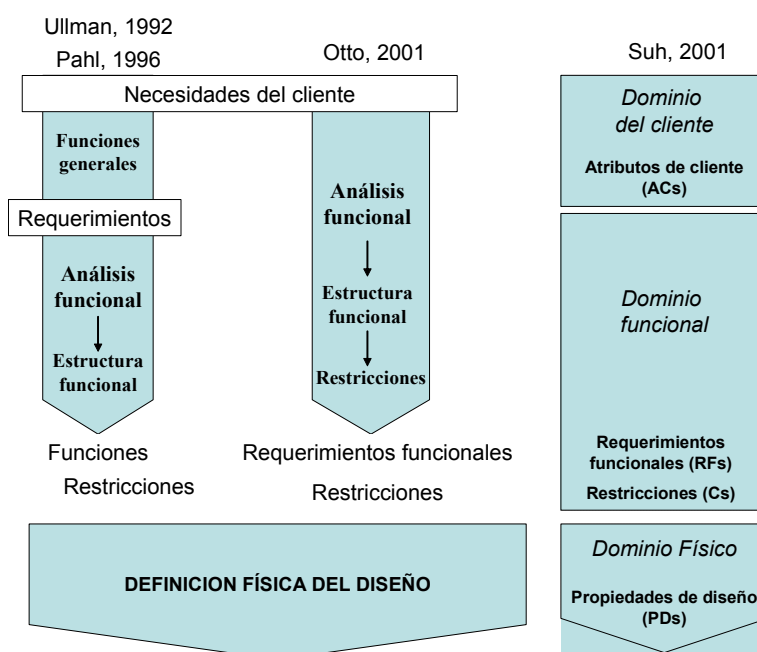 Ullman, 1992
Pahl, 1996
Otto, 2001
Suh, 2001
Necesidades del cliente
Funciones
generales
Requerimientos
Análisis
funcional
Estructura
funcional
Funciones
Restricciones
Análisis
funcional
Estructura
funcional
Restricciones
Requerimientos funcionales
Restricciones
DEFINICION FÍSICA DEL DISEÑO
Dominio
del cliente
Atributos de cliente
(ACs)
Dominio
funcional
Requerimientos
funcionales (RFs)
Restricciones (Cs)
Dominio Físico
Propiedades de diseño
(PDs)